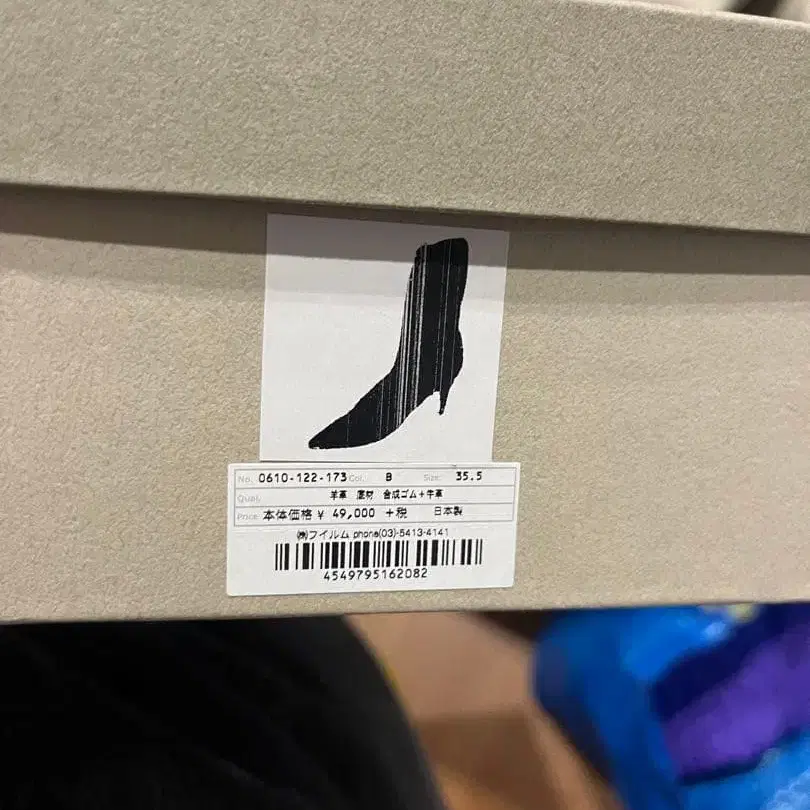 No. 0610-122-173 Col. B Size. 35.5
Qual. 羊革 底材 合成ゴム+牛革
Price 本体価格 ¥ 49,000 +税 日本製
㈱フイルム phone(03)-5413-4141
4549795162082